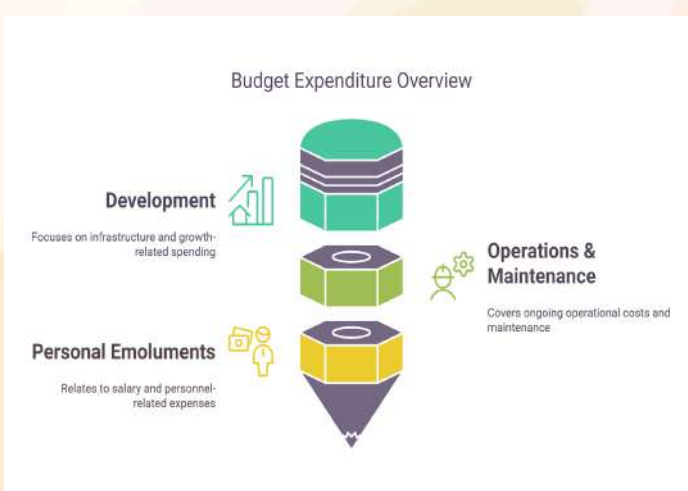 Budget Expenditure Overview
Development
Focuses on infrastructure and growth-
related spending
Operations &
Maintenance
Covers ongoing operational costs and
maintenance
Personal Emoluments
Relates to salary and personnel-
related expenses